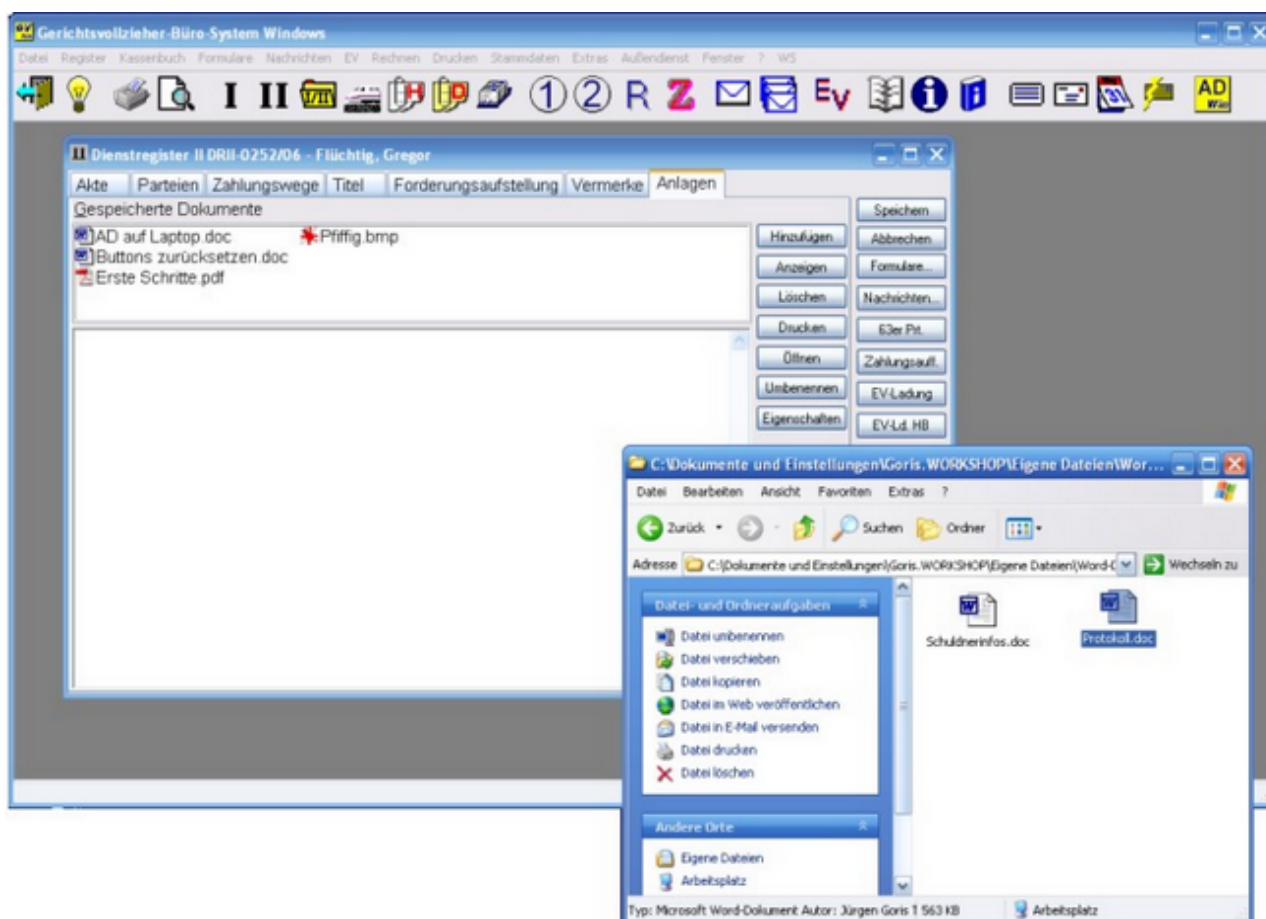 Gerichtsvollzieher-Büro-System Windows
Datei Register Kassenbuch Formulare Nachrichten EV Rechnen Drucken Stammdaten Extras Außendienst Fenster ? WS
I II VII H D 1 2 R Z EV i 31 AD Win
II Dienstregister II DRII-0252/06 - Flüchtig, Gregor
Akte Parteien Zahlungswege Titel Forderungsaufstellung Vermerke Anlagen
Gespeicherte Dokumente
AD auf Laptop.doc Pfiffig.bmp
Buttons zurücksetzen.doc
Erste Schritte.pdf
Hinzufügen
Anzeigen
Löschen
Drucken
Öffnen
Umbenennen
Eigenschaften
Speichern
Abbrechen
Formulare...
Nachrichten...
63er Prt.
Zahlungsauff.
EV-Ladung
EV-Ld. HB
C:\Dokumente und Einstellungen\Goris.WORKSHOP\Eigene Dateien\Wor...
Datei Bearbeiten Ansicht Favoriten Extras ?
Zurück Suchen Ordner
Adresse C:\Dokumente und Einstellungen\Goris.WORKSHOP\Eigene Dateien\Word-D Wechseln zu
Datei- und Ordneraufgaben
Datei umbenennen
Datei verschieben
Datei kopieren
Datei im Web veröffentlichen
Datei in E-Mail versenden
Datei drucken
Datei löschen
Andere Orte
Eigene Dateien
Arbeitsplatz
Schuldnerinfos.doc
Protokoll.doc
Typ: Microsoft Word-Dokument Autor: Jürgen Goris T 563 KB Arbeitsplatz